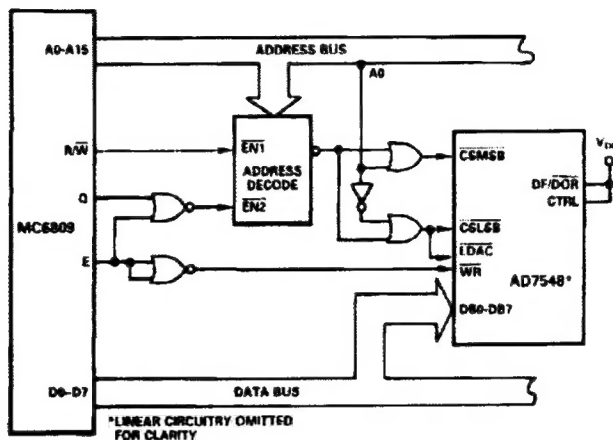 A0-A15
ADDRESS BUS
A0
R/W
EN1
ADDRESS
DECODE
EN2
Q
MC6809
E
CSMSB
CSLSB
LDAC
WR
DB0-DB7
DF/DOR
CTRL
AD7548*
D0-D7
DATA BUS
*LINEAR CIRCUITRY OMITTED
FOR CLARITY